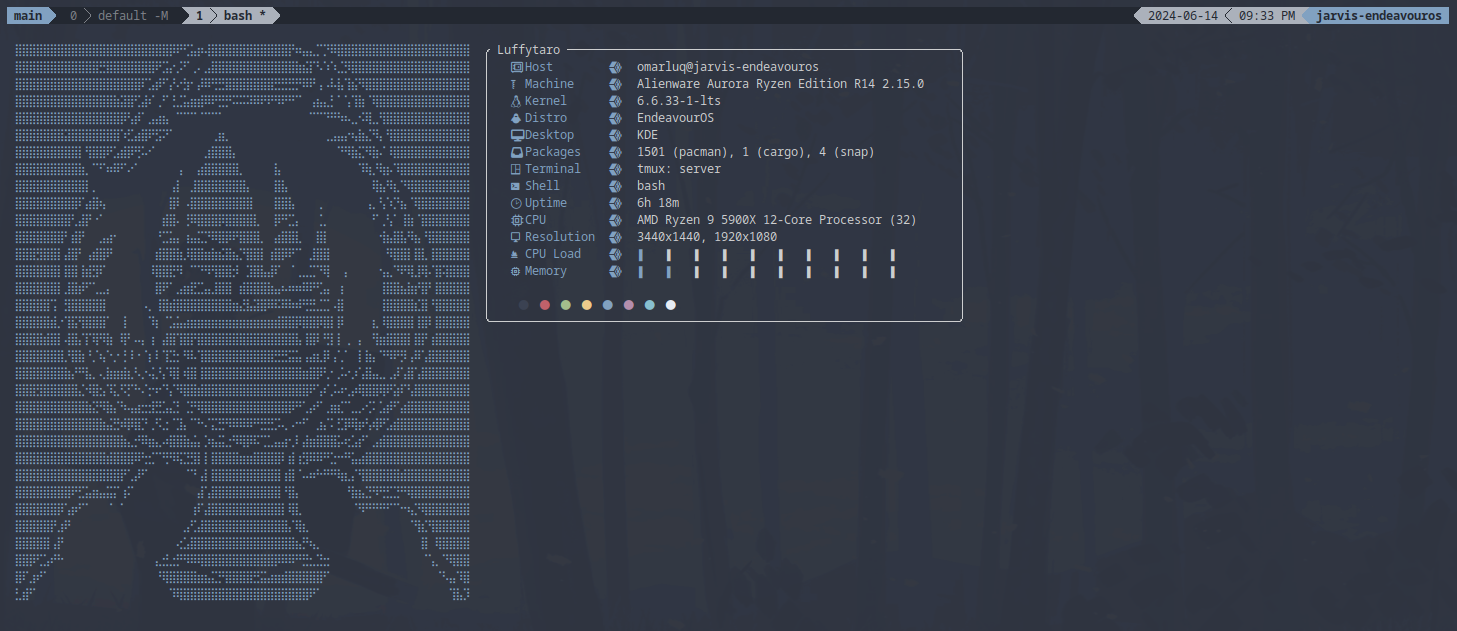 main 0 default -M 1 bash * 2024-06-14 09:33 PM jarvis-endeavouros
Luffytaro
Host omarluq@jarvis-endeavouros
Machine Alienware Aurora Ryzen Edition R14 2.15.0
Kernel 6.6.33-1-lts
Distro EndeavourOS
Desktop KDE
Packages 1501 (pacman), 1 (cargo), 4 (snap)
Terminal tmux: server
Shell bash
Uptime 6h 18m
CPU AMD Ryzen 9 5900X 12-Core Processor (32)
Resolution 3440x1440, 1920x1080
CPU Load
Memory